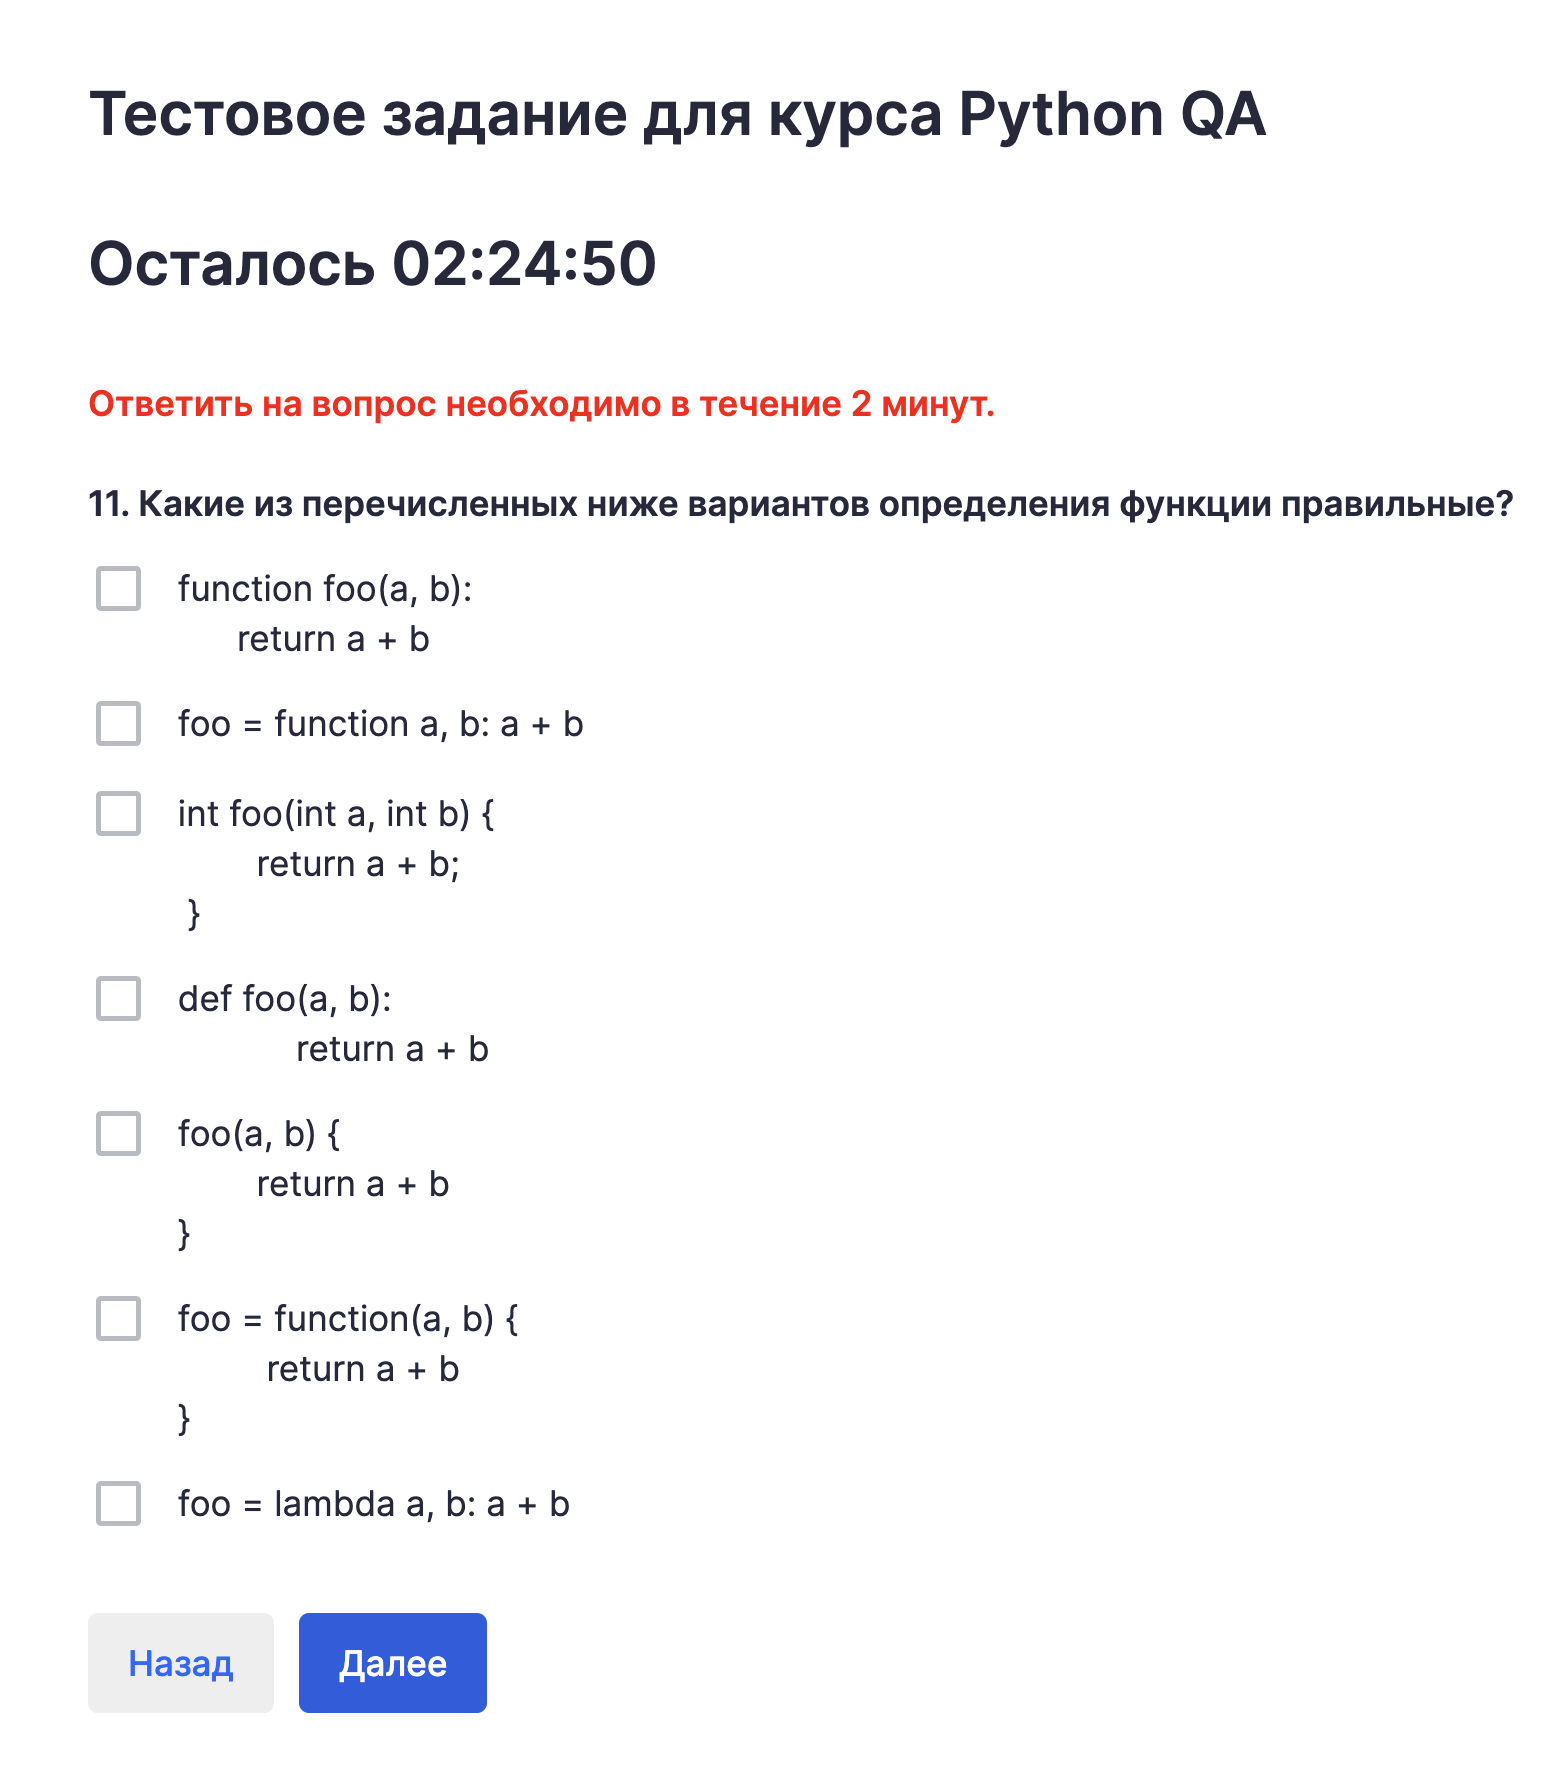 Тестовое задание для курса Python QA
Осталось 02:24:50
Ответить на вопрос необходимо в течение 2 минут.
11. Какие из перечисленных ниже вариантов определения функции правильные?
function foo(a, b):
return a + b
foo = function a, b: a + b
int foo(int a, int b) {
return a + b;
}
def foo(a, b):
return a + b
foo(a, b) {
return a + b
}
foo = function(a, b) {
return a + b
}
foo = lambda a, b: a + b
Назад
Далее